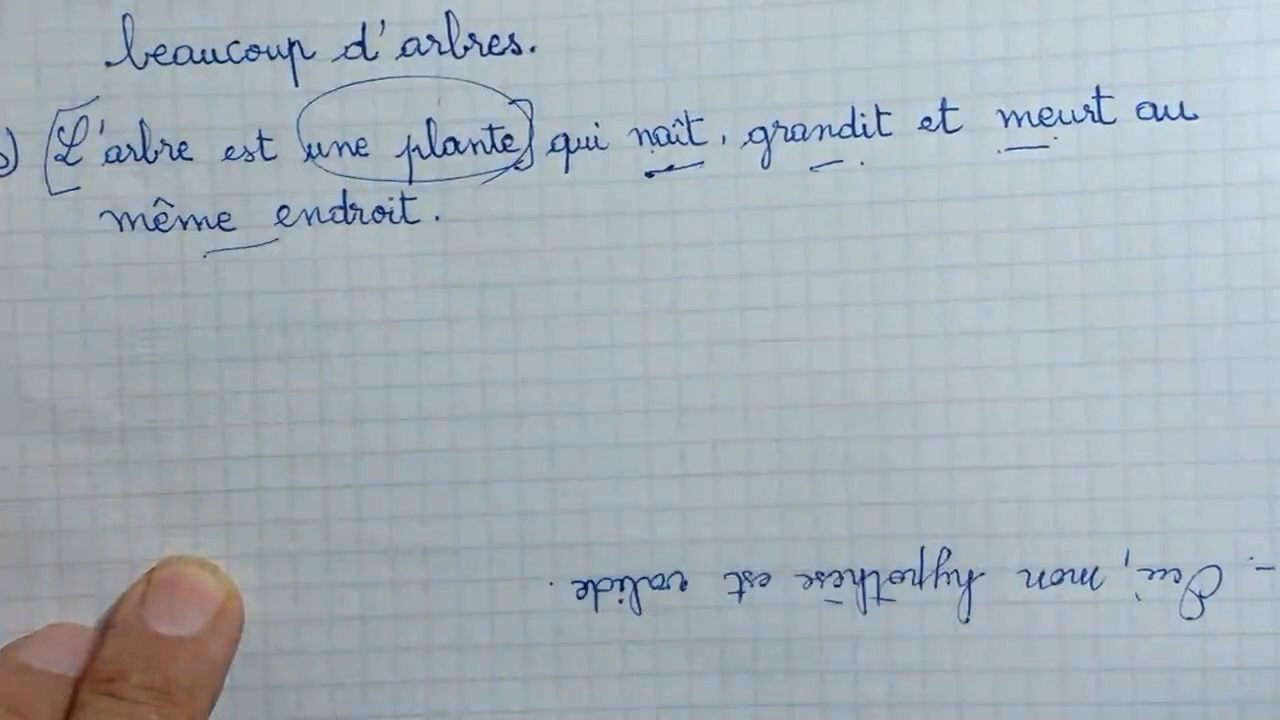 beaucoup d'arbres.
L'arbre est une plante qui naît, grandit et meurt au
même endroit.
- Oui, mon hypothèse est valide.